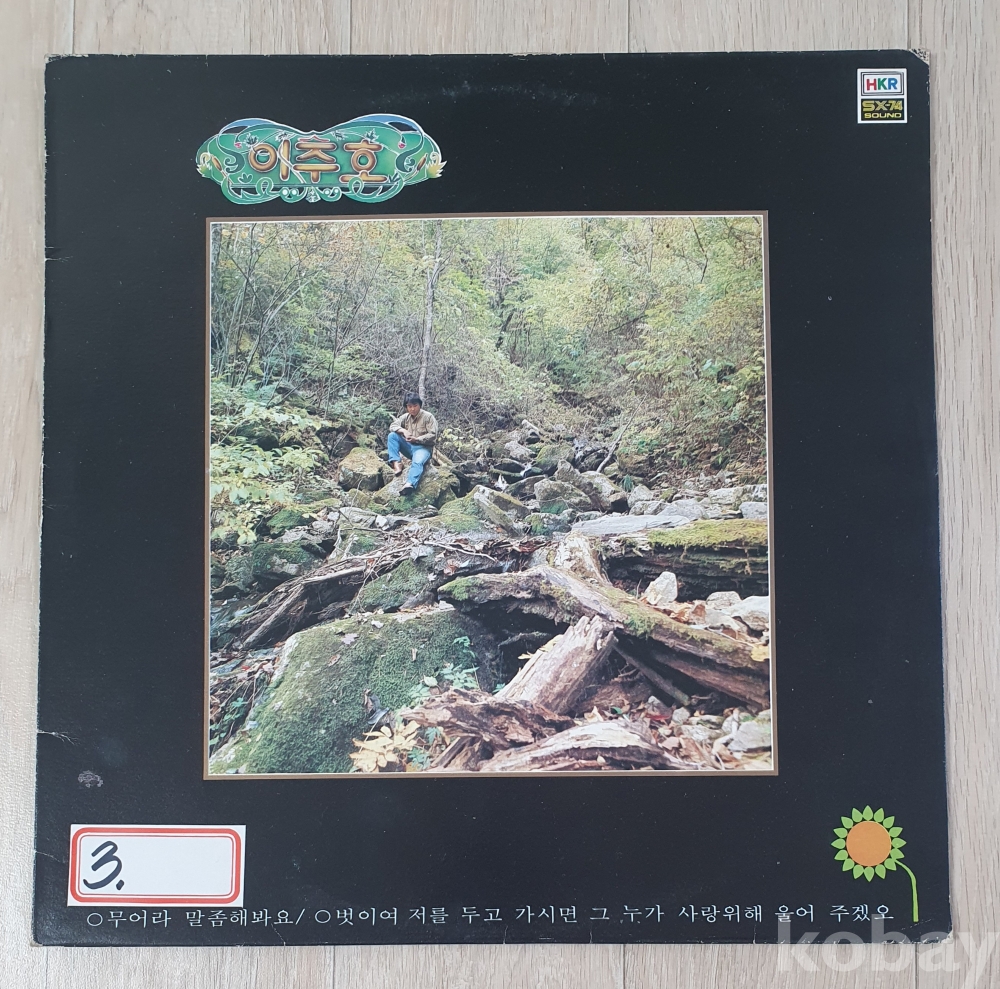 HKR
SX-74
SOUND
이주호
3.
○무어라 말좀해봐요/ ○벗이여 저를 두고 가시면 그 누가 사랑위해 울어 주겠오
kobay